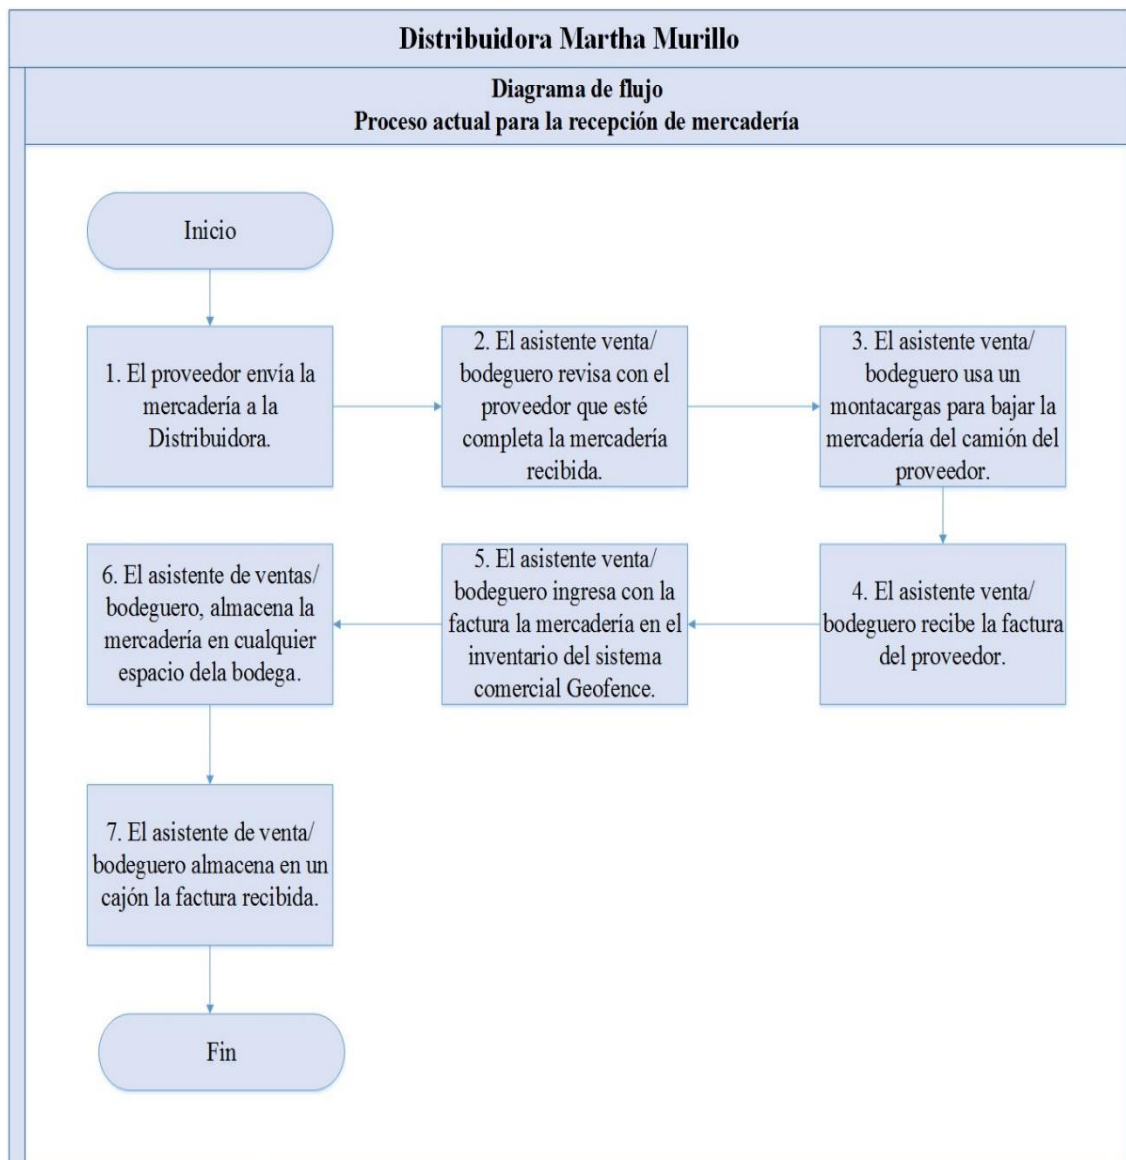 Distribuidora Martha Murillo
Diagrama de flujo
Proceso actual para la recepción de mercadería
Inicio
1. El proveedor envía la
mercadería a la
Distribuidora.
2. El asistente venta/
bodeguero revisa con el
proveedor que esté
completa la mercadería
recibida.
3. El asistente venta/
bodeguero usa un
montacargas para bajar la
mercadería del camión del
proveedor.
4. El asistente venta/
bodeguero recibe la factura
del proveedor.
5. El asistente venta/
bodeguero ingresa con la
factura la mercadería en el
inventario del sistema
comercial Geofence.
6. El asistente de ventas/
bodeguero, almacena la
mercadería en cualquier
espacio dela bodega.
7. El asistente de venta/
bodeguero almacena en un
cajón la factura recibida.
Fin